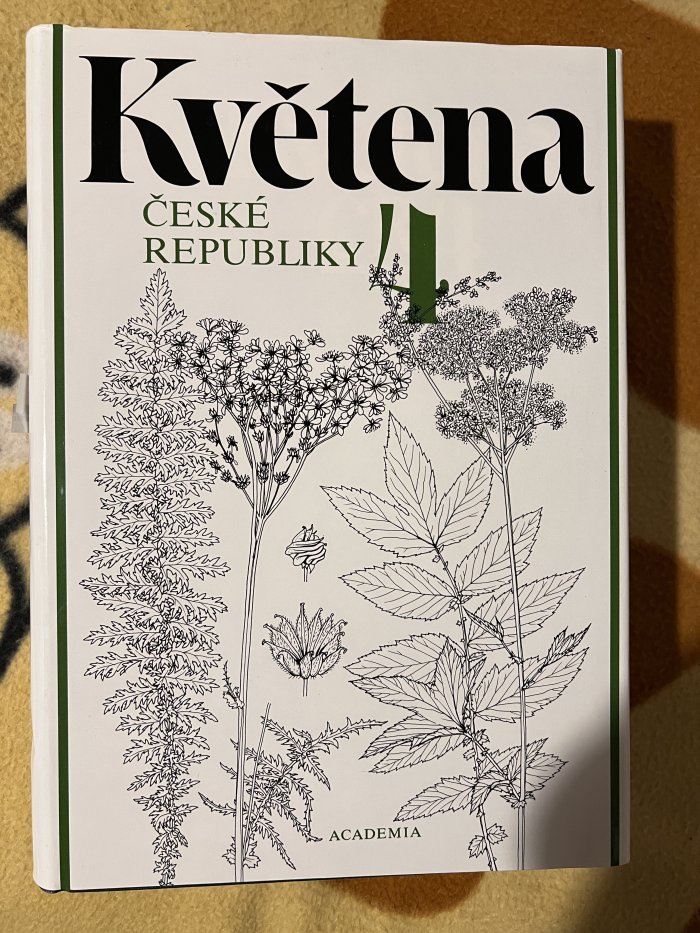 Květena
ČESKÉ
REPUBLIKY 4
ACADEMIA